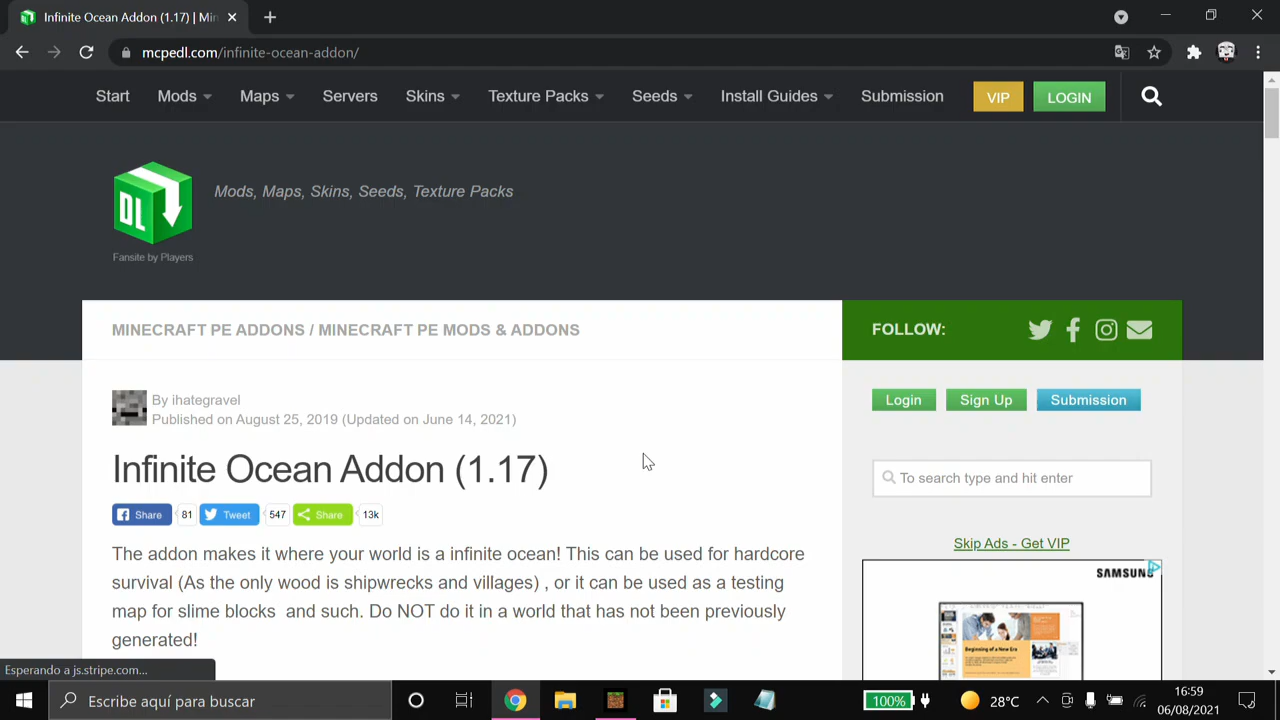 Infinite Ocean Addon (1.17) | Min
mcpedl.com/infinite-ocean-addon/
Start Mods Maps Servers Skins Texture Packs Seeds Install Guides Submission VIP LOGIN
DL
Mods, Maps, Skins, Seeds, Texture Packs
Fansite by Players
MINECRAFT PE ADDONS / MINECRAFT PE MODS & ADDONS
FOLLOW:
By ihategravel
Published on August 25, 2019 (Updated on June 14, 2021)
Login Sign Up Submission
Infinite Ocean Addon (1.17)
To search type and hit enter
Share 81 Tweet 547 Share 13k
Skip Ads - Get VIP
The addon makes it where your world is a infinite ocean! This can be used for hardcore
survival (As the only wood is shipwrecks and villages) , or it can be used as a testing
map for slime blocks and such. Do NOT do it in a world that has not been previously
generated!
SAMSUNG
Beginning of a New Era
Esperando a js.stripe.com...
Escribe aquí para buscar
100%
28°C
16:59
06/08/2021